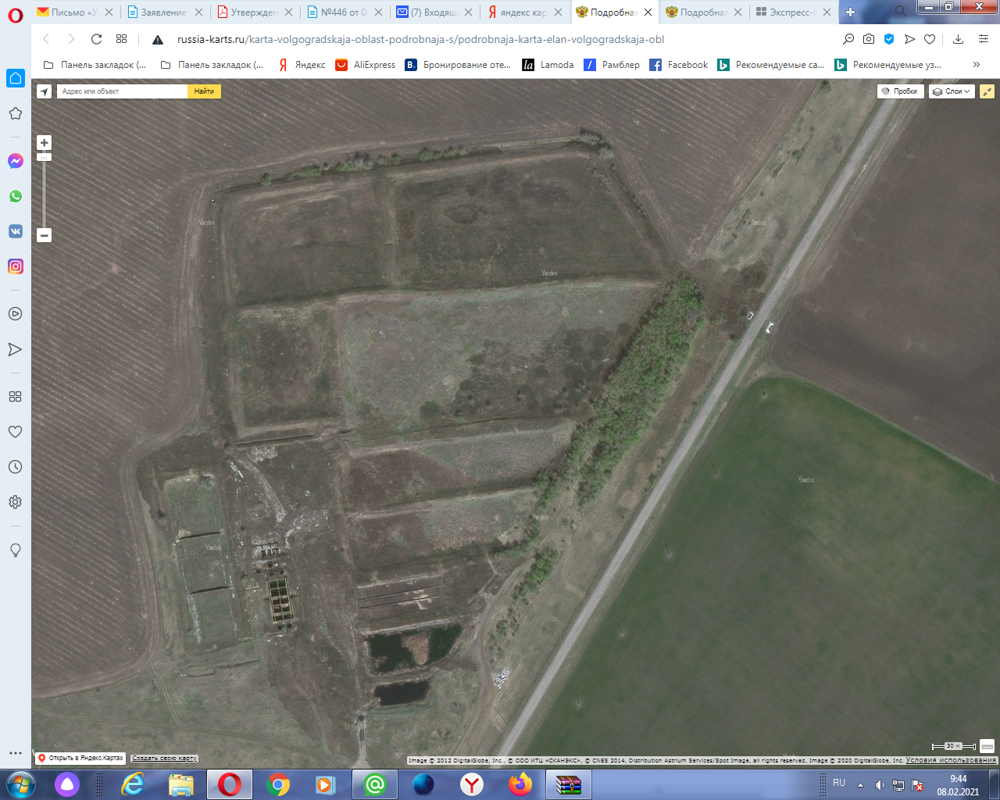 Письмо «У
Заявление
Утвержден
№446 от 04
(7) Входящ
яндекс кар
Подробная
Подробная
Экспресс-п
russia-karts.ru/karta-volgogradskaja-oblast-podrobnaja-s/podrobnaja-karta-elan-volgogradskaja-obl
Панель закладок (...
Панель закладок (...
Яндекс
AliExpress
Бронирование оте...
Lamoda
Рамблер
Facebook
Рекомендуемые са...
Рекомендуемые уз...
Адрес или объект
Найти
Пробки
Слои
Yandex
Yandex
Yandex
Yandex
Yandex
Yandex
30 м
Открыть в Яндекс.Картах
Создать свою карту
Image © 2012 DigitalGlobe, Inc., © ООО ИТЦ «СКАНЭКС», © CNES 2014, Distribution Astrium Services/Spot Image, all rights reserved, Image © 2020 DigitalGlobe, Inc.
Условия использования
RU
9:44
08.02.2021